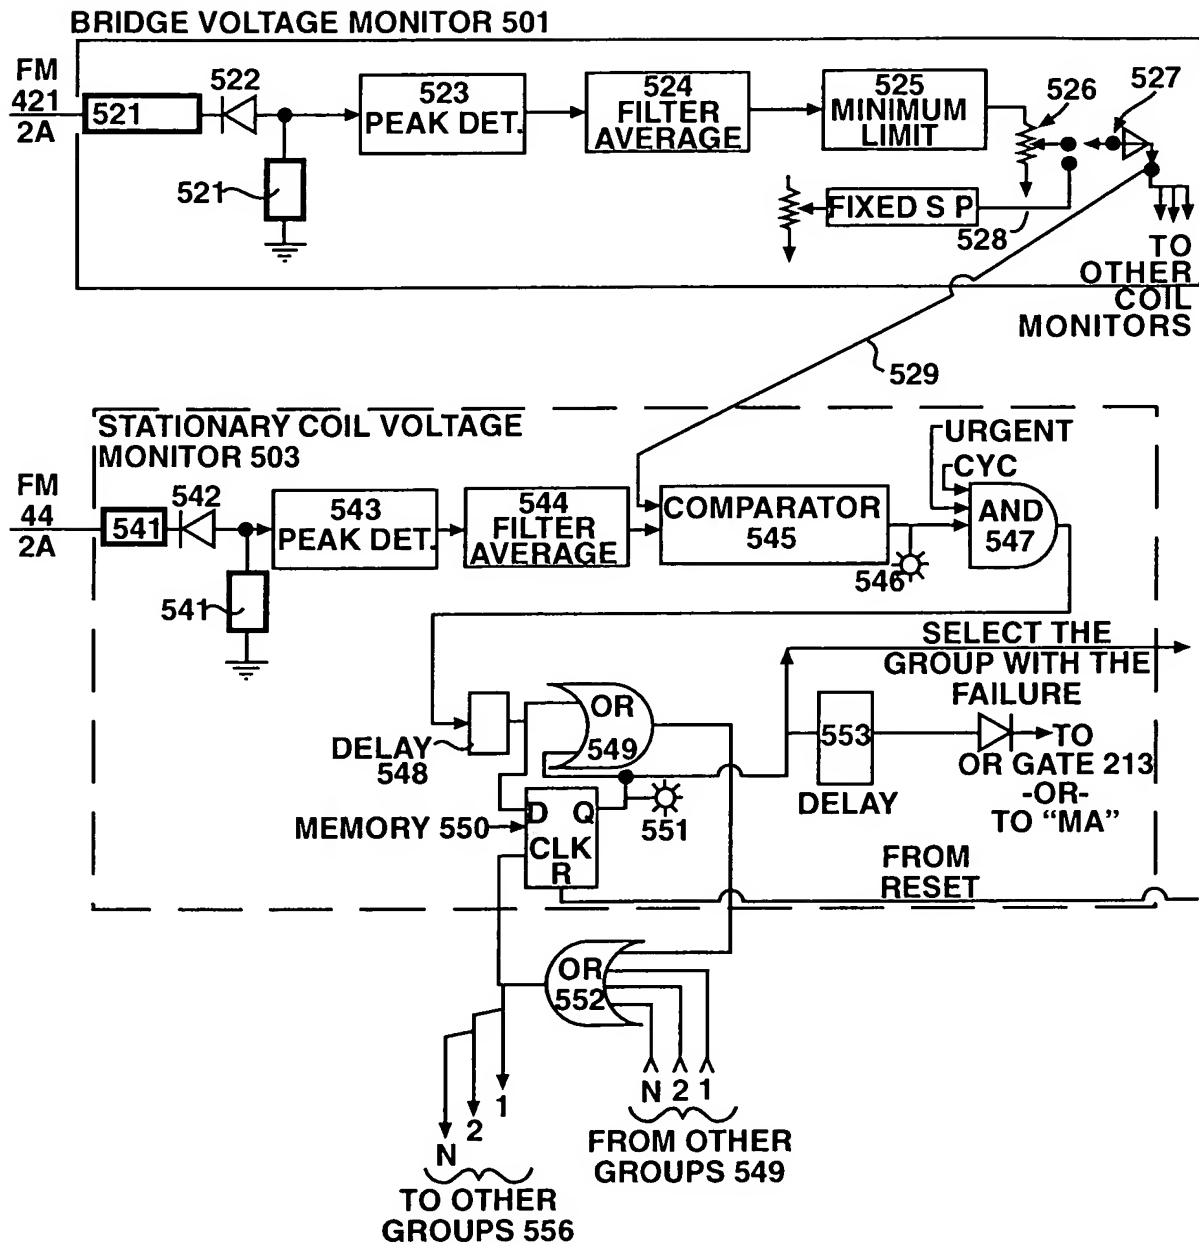 BRIDGE VOLTAGE MONITOR 501
FM
421
2A
521
522
521
523
PEAK DET.
524
FILTER
AVERAGE
525
MINIMUM
LIMIT
526
527
FIXED S P
528
TO
OTHER
COIL
MONITORS
529
STATIONARY COIL VOLTAGE
MONITOR 503
FM
44
2A
541
542
541
543
PEAK DET.
544
FILTER
AVERAGE
COMPARATOR
545
546
URGENT
CYC
AND
547
SELECT THE
GROUP WITH THE
FAILURE
DELAY
548
OR
549
553
DELAY
TO
OR GATE 213
-OR-
TO “MA”
MEMORY 550
D Q
CLK
R
551
FROM
RESET
OR
552
1
2
N
TO OTHER
GROUPS 556
N 2 1
FROM OTHER
GROUPS 549